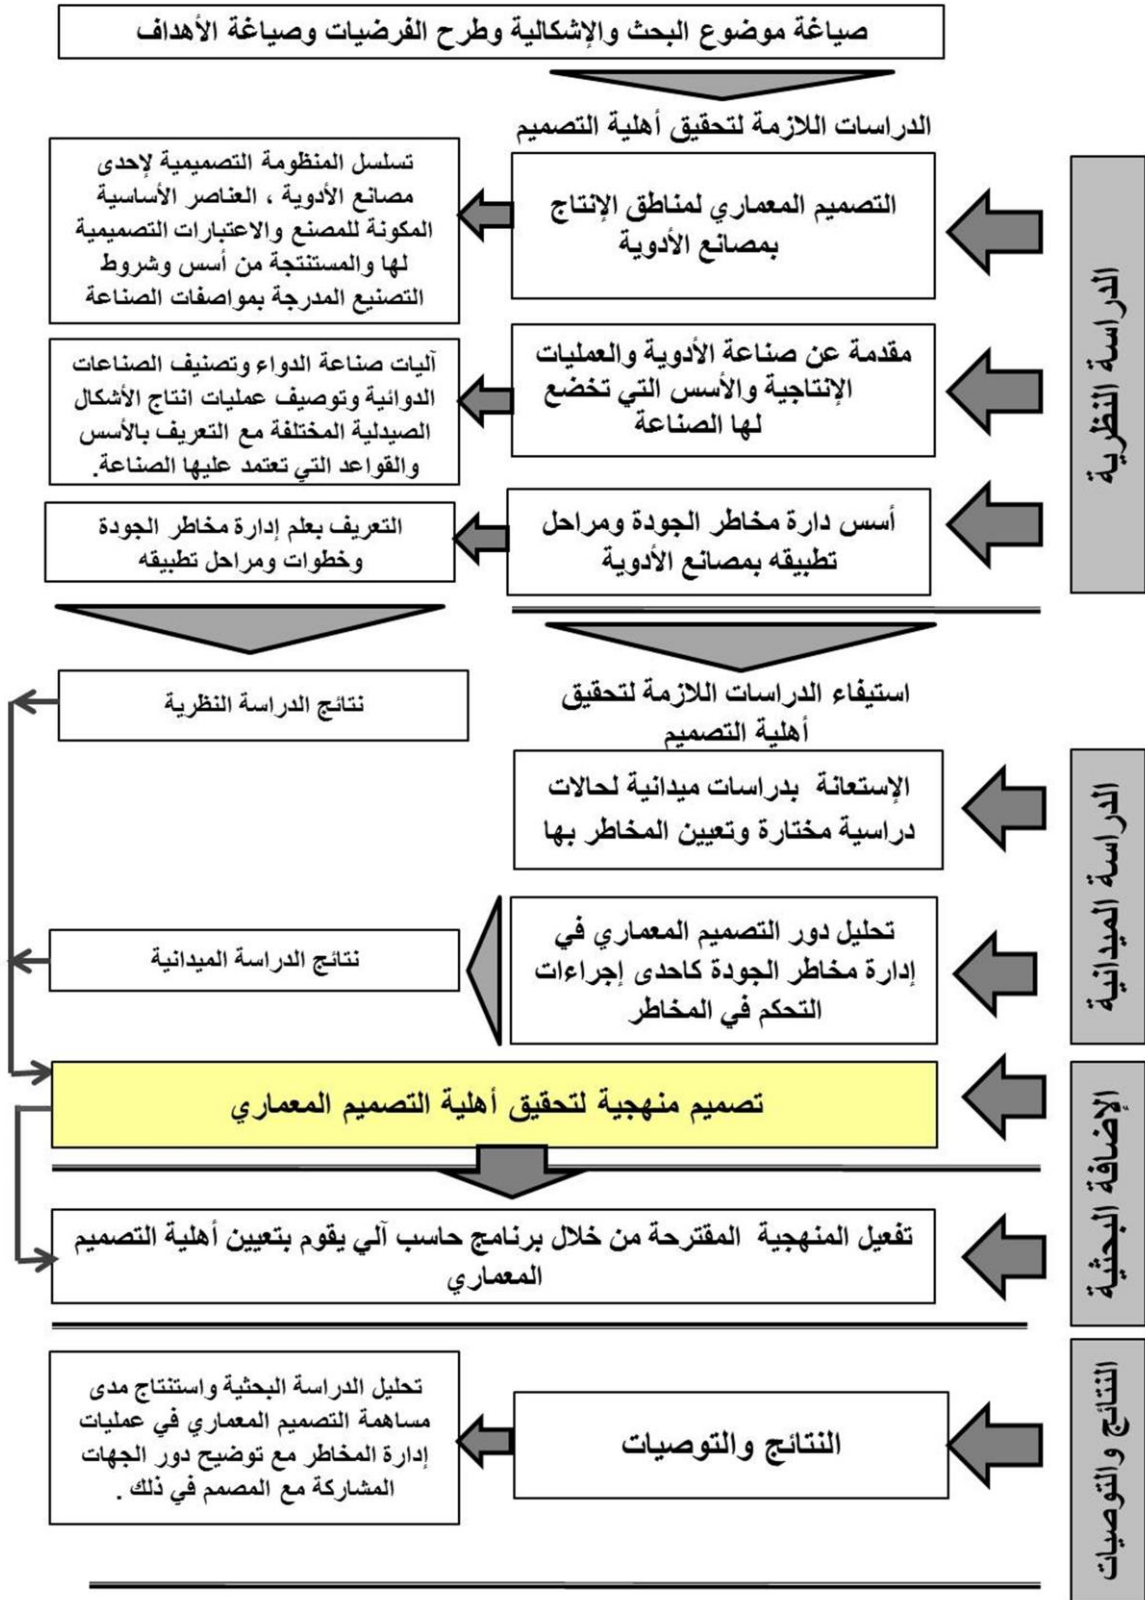 صياغة موضوع البحث والإشكالية وطرح الفرضيات وصياغة الأهداف
الدراسات اللازمة لتحقيق أهلية التصميم
الدراسة النظرية
التصميم المعماري لمناطق الإنتاج
بمصانع الأدوية
تسلسل المنظومة التصميمية لإحدى
مصانع الأدوية ، العناصر الأساسية
المكونة للمصنع والاعتبارات التصميمية
لها والمستنتجة من أسس وشروط
التصنيع المدرجة بمواصفات الصناعة
مقدمة عن صناعة الأدوية والعمليات
الإنتاجية والأسس التي تخضع
لها الصناعة
آليات صناعة الدواء وتصنيف الصناعات
الدوائية وتوصيف عمليات انتاج الأشكال
الصيدلية المختلفة مع التعريف بالأسس
والقواعد التي تعتمد عليها الصناعة.
أسس دارة مخاطر الجودة ومراحل
تطبيقه بمصانع الأدوية
التعريف بعلم إدارة مخاطر الجودة
وخطوات ومراحل تطبيقه
استيفاء الدراسات اللازمة لتحقيق
أهلية التصميم
نتائج الدراسة النظرية
الدراسة الميدانية
الإستعانة بدراسات ميدانية لحالات
دراسية مختارة وتعيين المخاطر بها
تحليل دور التصميم المعماري في
إدارة مخاطر الجودة كاحدى إجراءات
التحكم في المخاطر
نتائج الدراسة الميدانية
الإضافة البحثية
تصميم منهجية لتحقيق أهلية التصميم المعماري
تفعيل المنهجية المقترحة من خلال برنامج حاسب آلي يقوم بتعيين أهلية التصميم
المعماري
النتائج والتوصيات
النتائج والتوصيات
تحليل الدراسة البحثية واستنتاج مدى
مساهمة التصميم المعماري في عمليات
إدارة المخاطر مع توضيح دور الجهات
المشاركة مع المصمم في ذلك .